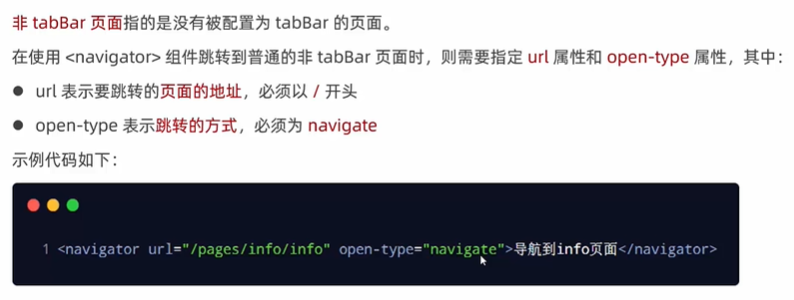 非 tabBar 页面指的是没有被配置为 tabBar 的页面。
在使用 <navigator> 组件跳转到普通的非 tabBar 页面时，则需要指定 url 属性和 open-type 属性，其中：
● url 表示要跳转的页面的地址，必须以 / 开头
● open-type 表示跳转的方式，必须为 navigate
示例代码如下：
1 <navigator url="/pages/info/info" open-type="navigate">导航到info页面</navigator>